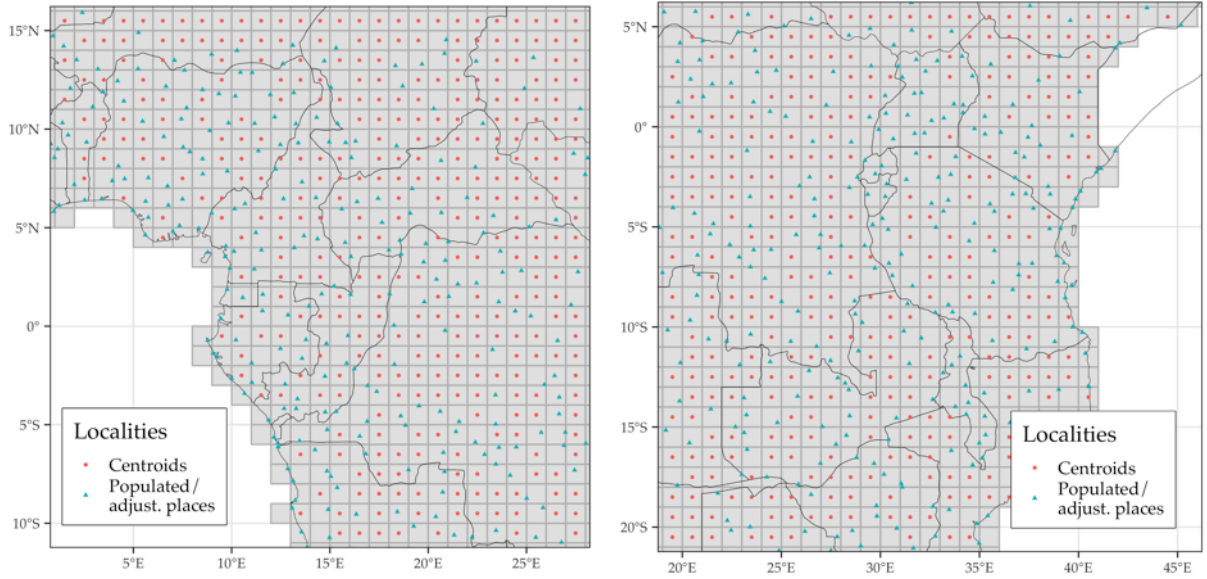 15°N
10°N
5°N
0°
5°S
10°S
Localities
Centroids
Populated/
adjust. places
5°E
10°E
15°E
20°E
25°E
5°N
0°
5°S
10°S
15°S
20°S
Localities
Centroids
Populated/
adjust. places
20°E
25°E
30°E
35°E
40°E
45°E